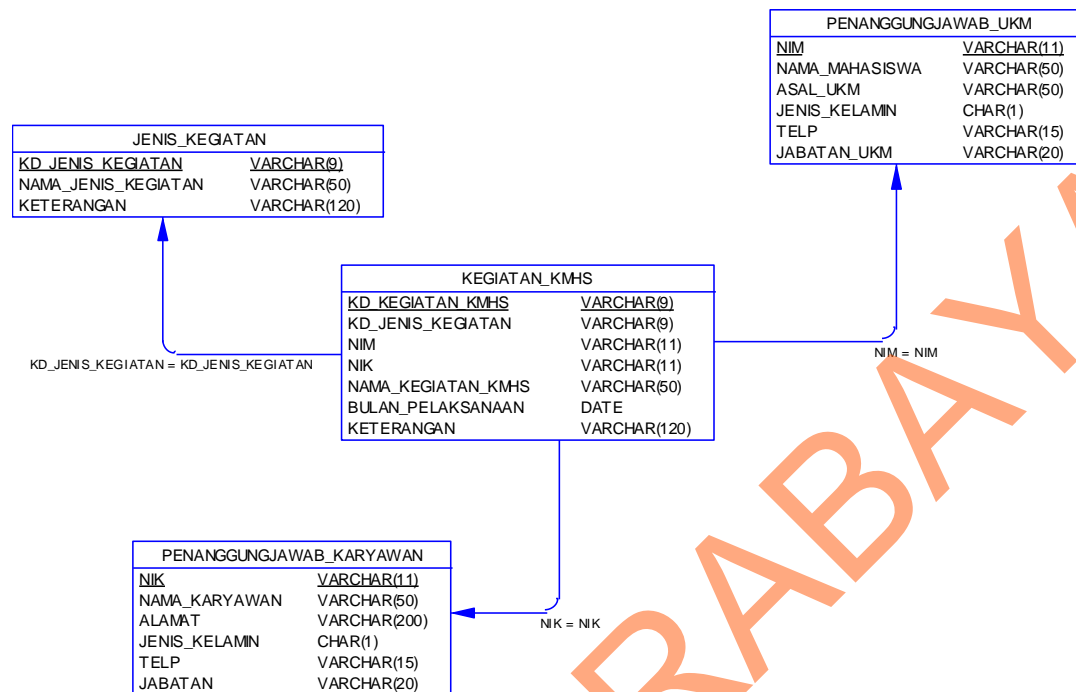 PENANGGUNGJAWAB_UKM
NIM VARCHAR(11)
NAMA_MAHASISWA VARCHAR(50)
ASAL_UKM VARCHAR(50)
JENIS_KELAMIN CHAR(1)
TELP VARCHAR(15)
JABATAN_UKM VARCHAR(20)
JENIS_KEGIATAN
KD_JENIS_KEGIATAN VARCHAR(9)
NAMA_JENIS_KEGIATAN VARCHAR(50)
KETERANGAN VARCHAR(120)
KEGIATAN_KMHS
KD_KEGIATAN_KMHS VARCHAR(9)
KD_JENIS_KEGIATAN VARCHAR(9)
NIM VARCHAR(11)
NIK VARCHAR(11)
NAMA_KEGIATAN_KMHS VARCHAR(50)
BULAN_PELAKSANAAN DATE
KETERANGAN VARCHAR(120)
KD_JENIS_KEGIATAN = KD_JENIS_KEGIATAN
NIM = NIM
PENANGGUNGJAWAB_KARYAWAN
NIK VARCHAR(11)
NAMA_KARYAWAN VARCHAR(50)
ALAMAT VARCHAR(200)
JENIS_KELAMIN CHAR(1)
TELP VARCHAR(15)
JABATAN VARCHAR(20)
NIK = NIK
RABAYA